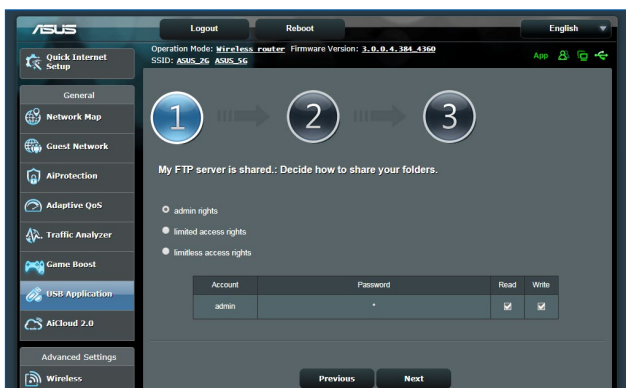 ASUS
Logout
Reboot
English
Quick Internet
Setup
Operation Mode: Wireless router Firmware Version: 3.0.0.4.384_4360
SSID: ASUS_2G ASUS_5G
App
General
Network Map
Guest Network
AiProtection
Adaptive QoS
Traffic Analyzer
Game Boost
USB Application
AiCloud 2.0
Advanced Settings
Wireless
1 2 3
My FTP server is shared.: Decide how to share your folders.
admin rights
limited access rights
limitless access rights
Account Password Read Write
admin *
Previous Next